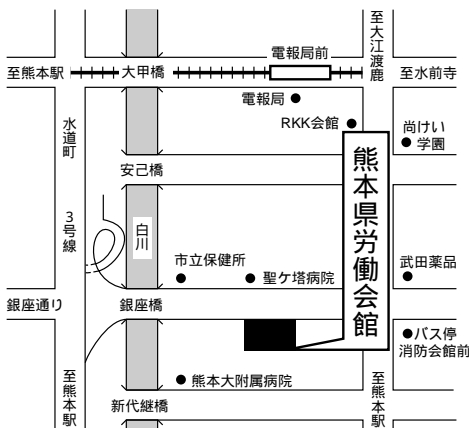 至大江渡鹿
電報局前
至熊本駅
大甲橋
至水前寺
電報局
RKK会館
水道町
尚けい
学園
安己橋
熊本県労働会館
3号線
白川
市立保健所
聖ケ塔病院
武田薬品
銀座通り
銀座橋
バス停
消防会館前
至熊本駅
熊本大附属病院
至熊本駅
新代継橋